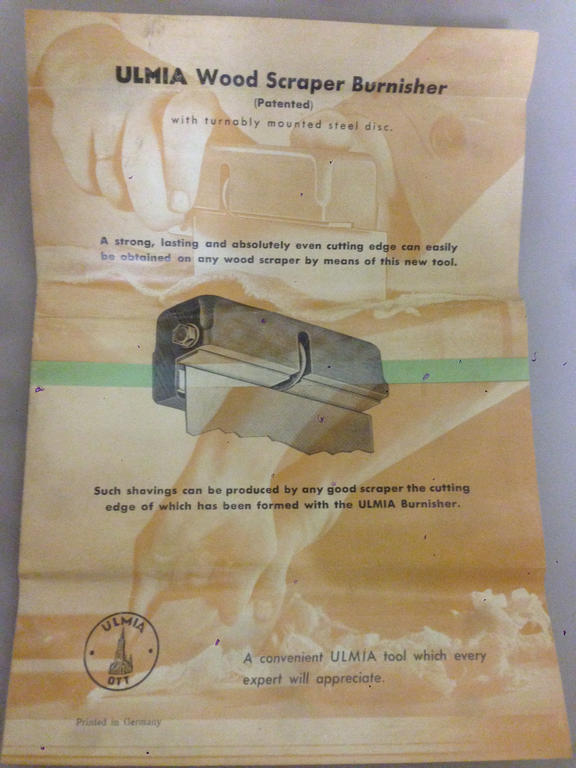 ULMIA Wood Scraper Burnisher
(Patented)
with turnably mounted steel disc.
A strong, lasting and absolutely even cutting edge can easily
be obtained on any wood scraper by means of this new tool.
Such shavings can be produced by any good scraper the cutting
edge of which has been formed with the ULMIA Burnisher.
ULMIA
OTT
A convenient ULMIA tool which every
expert will appreciate.
Printed in Germany